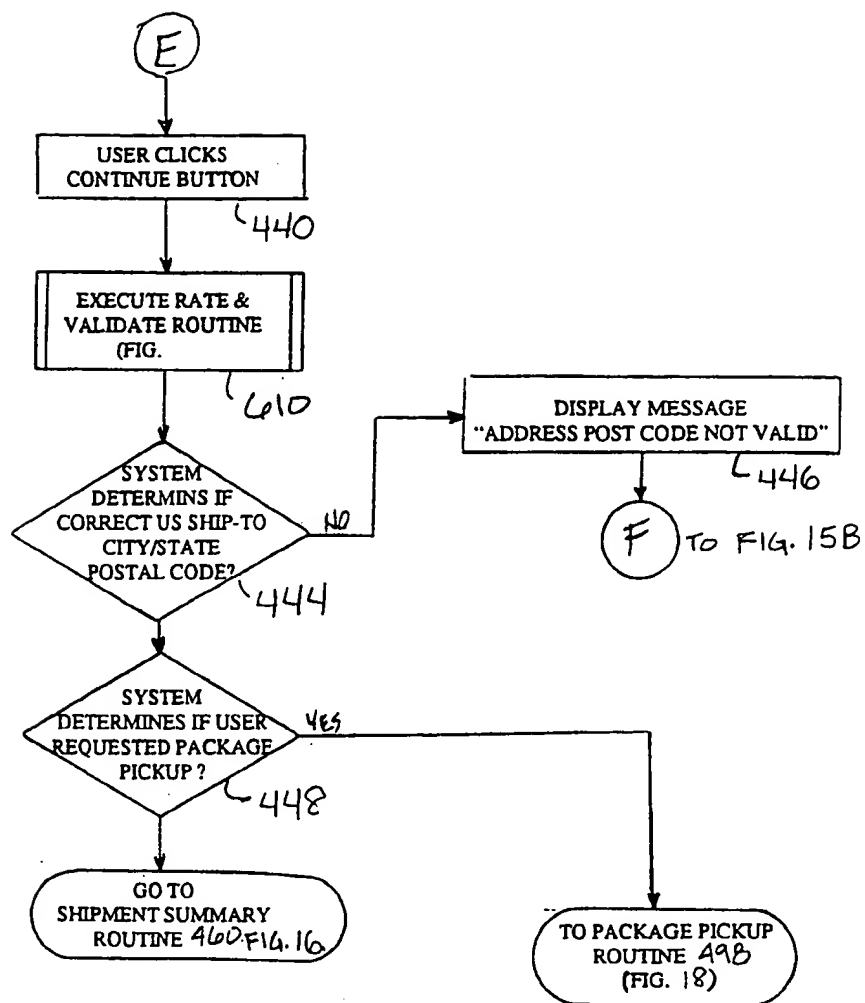 E
USER CLICKS
CONTINUE BUTTON
440
EXECUTE RATE &
VALIDATE ROUTINE
(FIG.
610
SYSTEM
DETERMINS IF
CORRECT US SHIP-TO
CITY/STATE
POSTAL CODE?
444
NO
DISPLAY MESSAGE
“ADDRESS POST CODE NOT VALID”
446
F TO FIG. 15B
SYSTEM
DETERMINES IF USER
REQUESTED PACKAGE
PICKUP ?
448
YES
GO TO
SHIPMENT SUMMARY
ROUTINE 460 FIG. 16
TO PACKAGE PICKUP
ROUTINE 498
(FIG. 18)